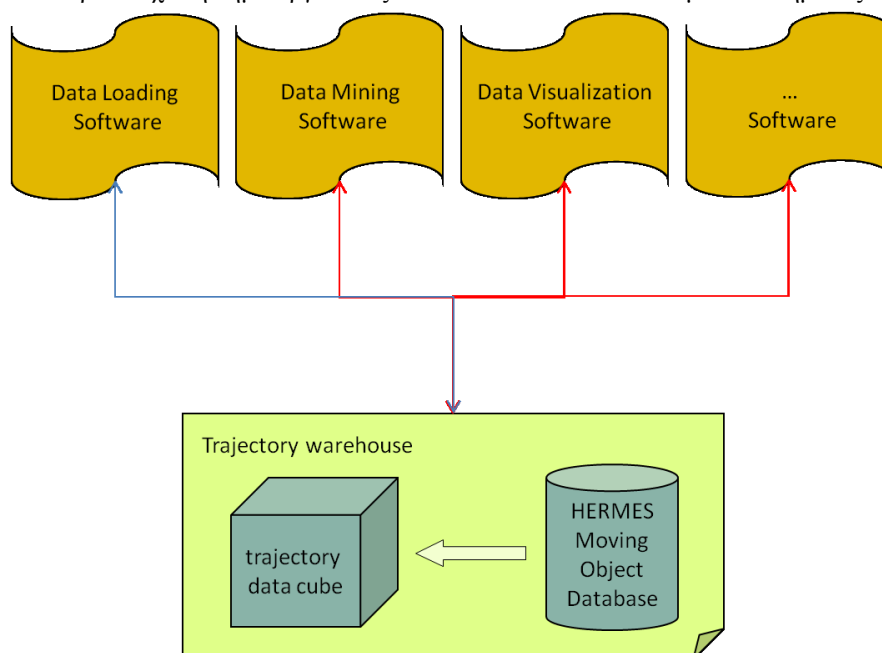 Data Loading
Software
Data Mining
Software
Data Visualization
Software
...
Software
Trajectory warehouse
trajectory
data cube
HERMES
Moving
Object
Database